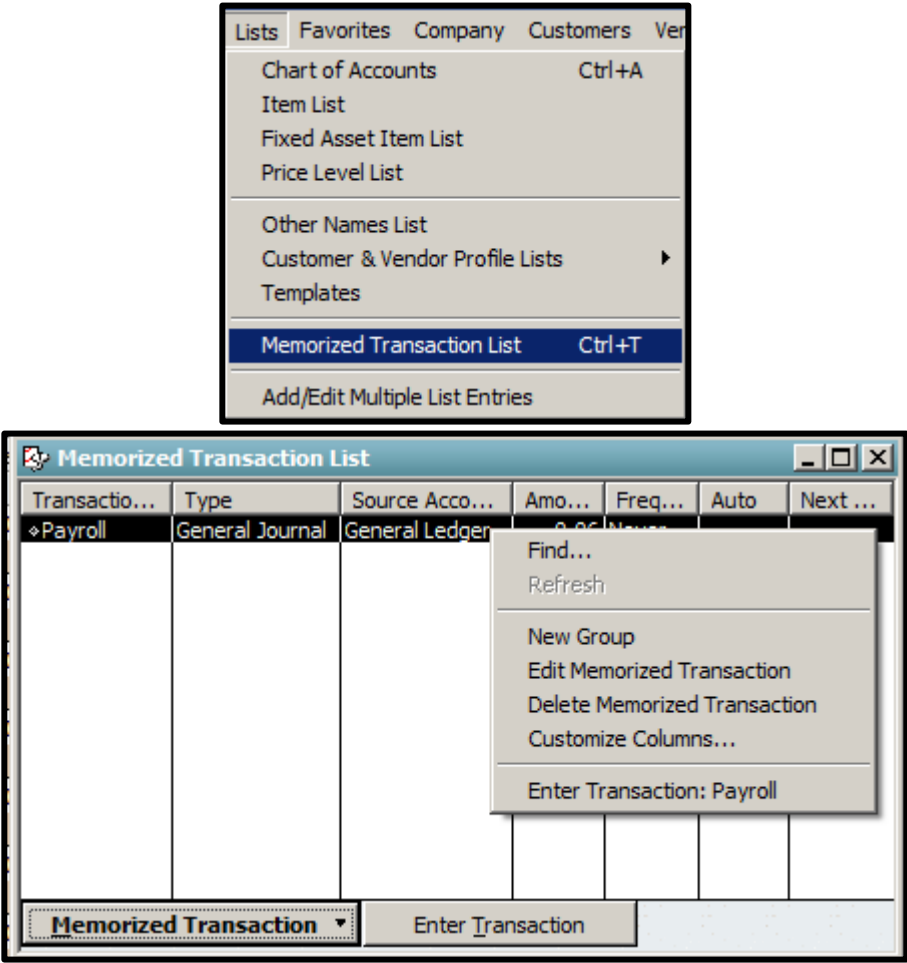 Lists Favorites Company Customers Ver
Chart of Accounts Ctrl+A
Item List
Fixed Asset Item List
Price Level List
Other Names List
Customer & Vendor Profile Lists
Templates
Memorized Transaction List Ctrl+T
Add/Edit Multiple List Entries
Memorized Transaction List
Transactio... Type Source Acco... Amo... Freq... Auto Next ...
Payroll General Journal General Ledger
Find...
Refresh
New Group
Edit Memorized Transaction
Delete Memorized Transaction
Customize Columns...
Enter Transaction: Payroll
Memorized Transaction Enter Transaction